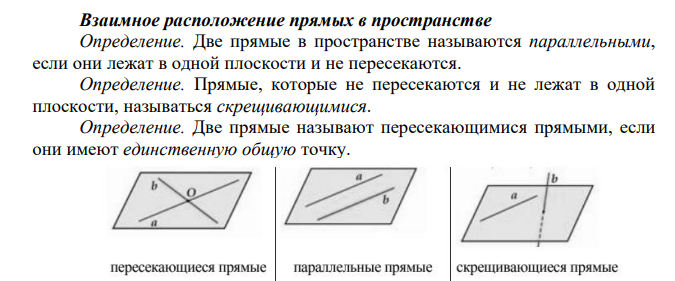 Взаимное расположение прямых в пространстве
Определение. Две прямые в пространстве называются параллельными,
если они лежат в одной плоскости и не пересекаются.
Определение. Прямые, которые не пересекаются и не лежат в одной
плоскости, называться скрещивающимися.
Определение. Две прямые называют пересекающимися прямыми, если
они имеют единственную общую точку.
b O a
a b
a b
пересекающиеся прямые параллельные прямые скрещивающиеся прямые